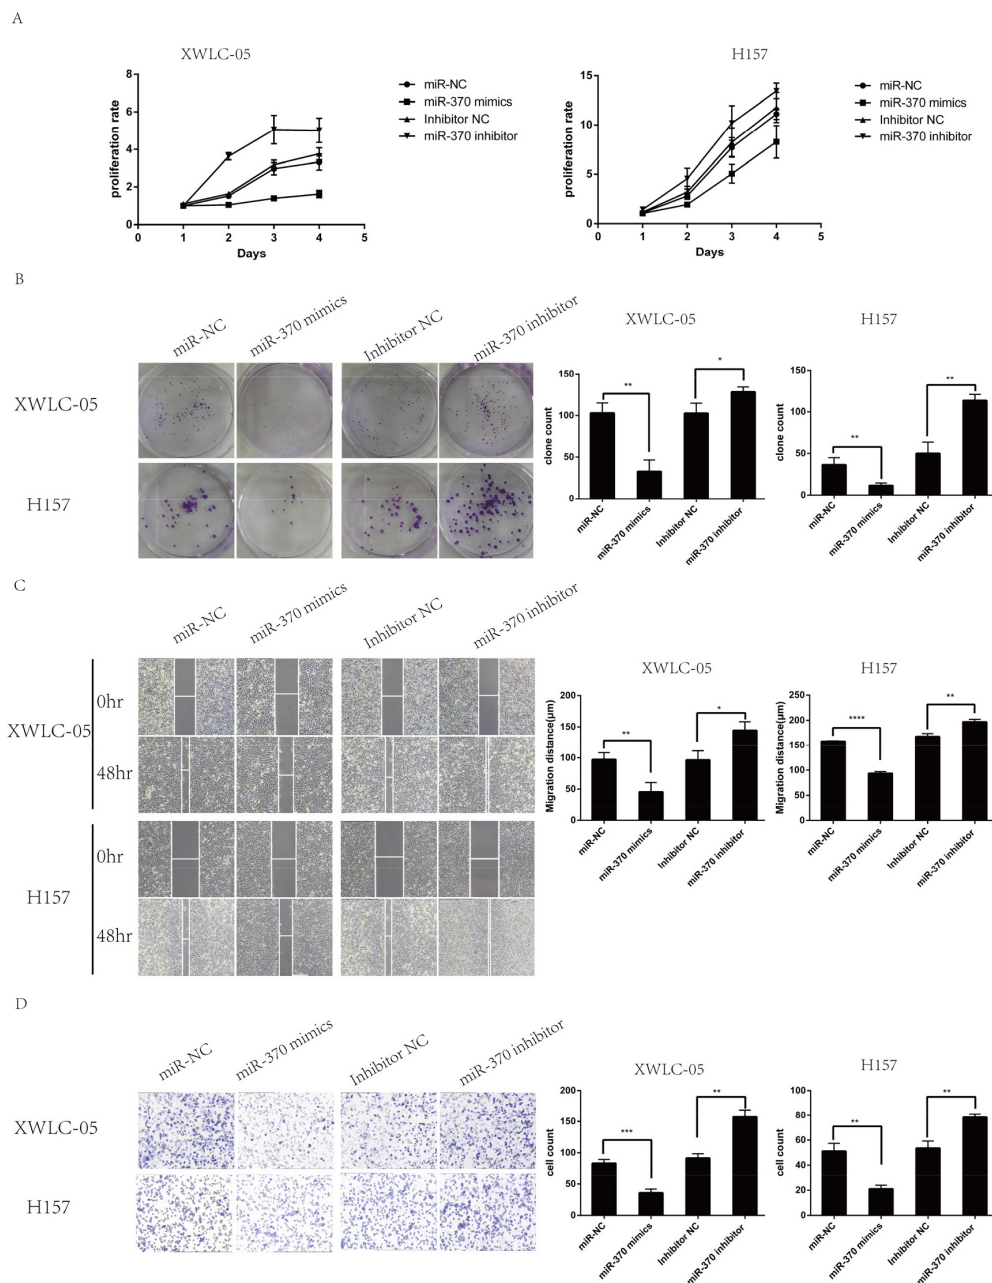 A
XWLC-05
H157
8
6
4
2
0
0 1 2 3 4 5
proliferation rate
Days
miR-NC
miR-370 mimics
Inhibitor NC
miR-370 inhibitor
15
10
5
0
0 1 2 3 4 5
proliferation rate
Days
miR-NC
miR-370 mimics
Inhibitor NC
miR-370 inhibitor
B
miR-NC
miR-370 mimics
Inhibitor NC
miR-370 inhibitor
XWLC-05
H157
XWLC-05
150
100
50
0
clone count
**
*
miR-NC
miR-370 mimics
Inhibitor NC
miR-370 inhibitor
H157
150
100
50
0
clone count
**
**
miR-NC
miR-370 mimics
Inhibitor NC
miR-370 inhibitor
C
miR-NC
miR-370 mimics
Inhibitor NC
miR-370 inhibitor
XWLC-05
0hr
48hr
H157
0hr
48hr
XWLC-05
200
150
100
50
0
Migration distance(μm)
**
*
miR-NC
miR-370 mimics
Inhibitor NC
miR-370 inhibitor
H157
250
200
150
100
50
0
Migration distance(μm)
****
**
miR-NC
miR-370 mimics
Inhibitor NC
miR-370 inhibitor
D
miR-NC
miR-370 mimics
Inhibitor NC
miR-370 inhibitor
XWLC-05
H157
XWLC-05
200
150
100
50
0
cell count
***
**
miR-NC
miR-370 mimics
Inhibitor NC
miR-370 inhibitor
H157
100
80
60
40
20
0
cell count
**
**
miR-NC
miR-370 mimics
Inhibitor NC
miR-370 inhibitor